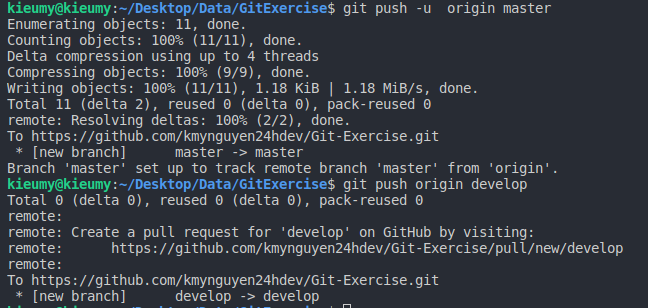 kieumy@kieumy:~/Desktop/Data/GitExercise$ git push -u  origin master
Enumerating objects: 11, done.
Counting objects: 100% (11/11), done.
Delta compression using up to 4 threads
Compressing objects: 100% (9/9), done.
Writing objects: 100% (11/11), 1.18 KiB | 1.18 MiB/s, done.
Total 11 (delta 2), reused 0 (delta 0), pack-reused 0
remote: Resolving deltas: 100% (2/2), done.
To https://github.com/kmynguyen24hdev/Git-Exercise.git
 * [new branch]      master -> master
Branch 'master' set up to track remote branch 'master' from 'origin'.
kieumy@kieumy:~/Desktop/Data/GitExercise$ git push origin develop
Total 0 (delta 0), reused 0 (delta 0), pack-reused 0
remote:
remote: Create a pull request for 'develop' on GitHub by visiting:
remote:      https://github.com/kmynguyen24hdev/Git-Exercise/pull/new/develop
remote:
To https://github.com/kmynguyen24hdev/Git-Exercise.git
 * [new branch]      develop -> develop